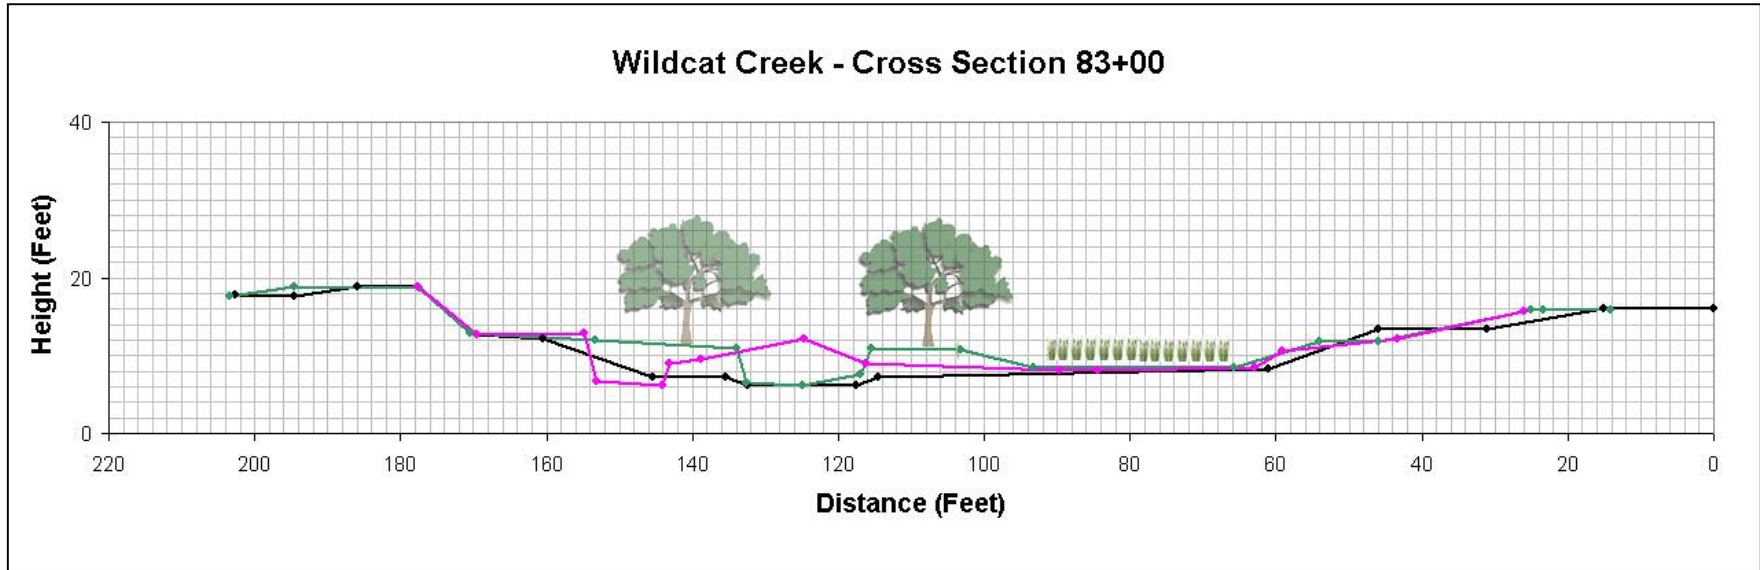 Wildcat Creek - Cross Section 83+00
40
20
0
Height (Feet)
220 200 180 160 140 120 100 80 60 40 20 0
Distance (Feet)